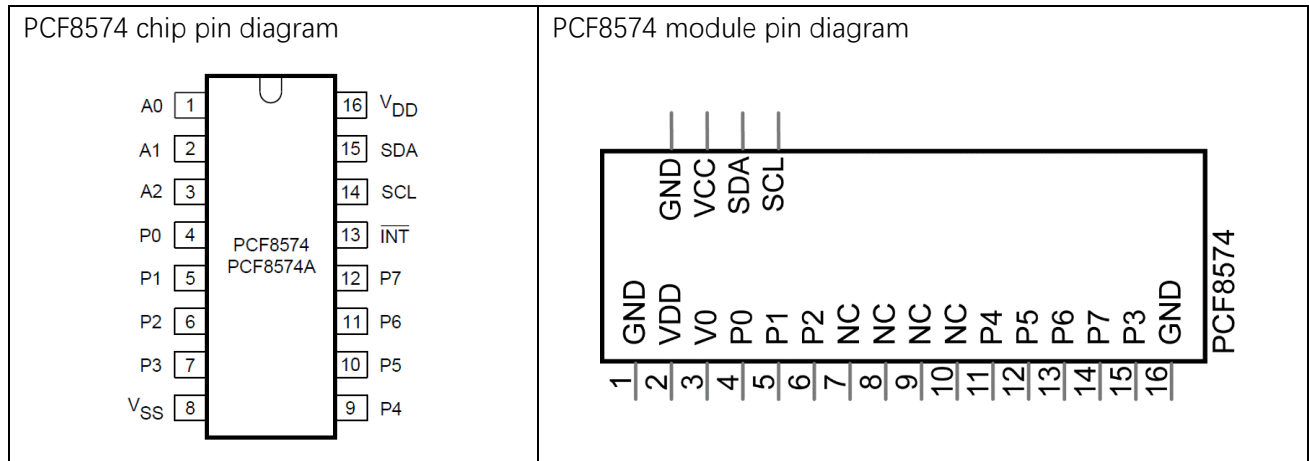 PCF8574 chip pin diagram
A0 1
A1 2
A2 3
P0 4
P1 5
P2 6
P3 7
VSS 8
PCF8574
PCF8574A
16 VDD
15 SDA
14 SCL
13 INT
12 P7
11 P6
10 P5
9 P4
PCF8574 module pin diagram
GND VCC SDA SCL
GND VDD V0 P0 P1 P2 NC NC NC NC P4 P5 P6 P7 P3 GND
1 2 3 4 5 6 7 8 9 10 11 12 13 14 15 16
PCF8574